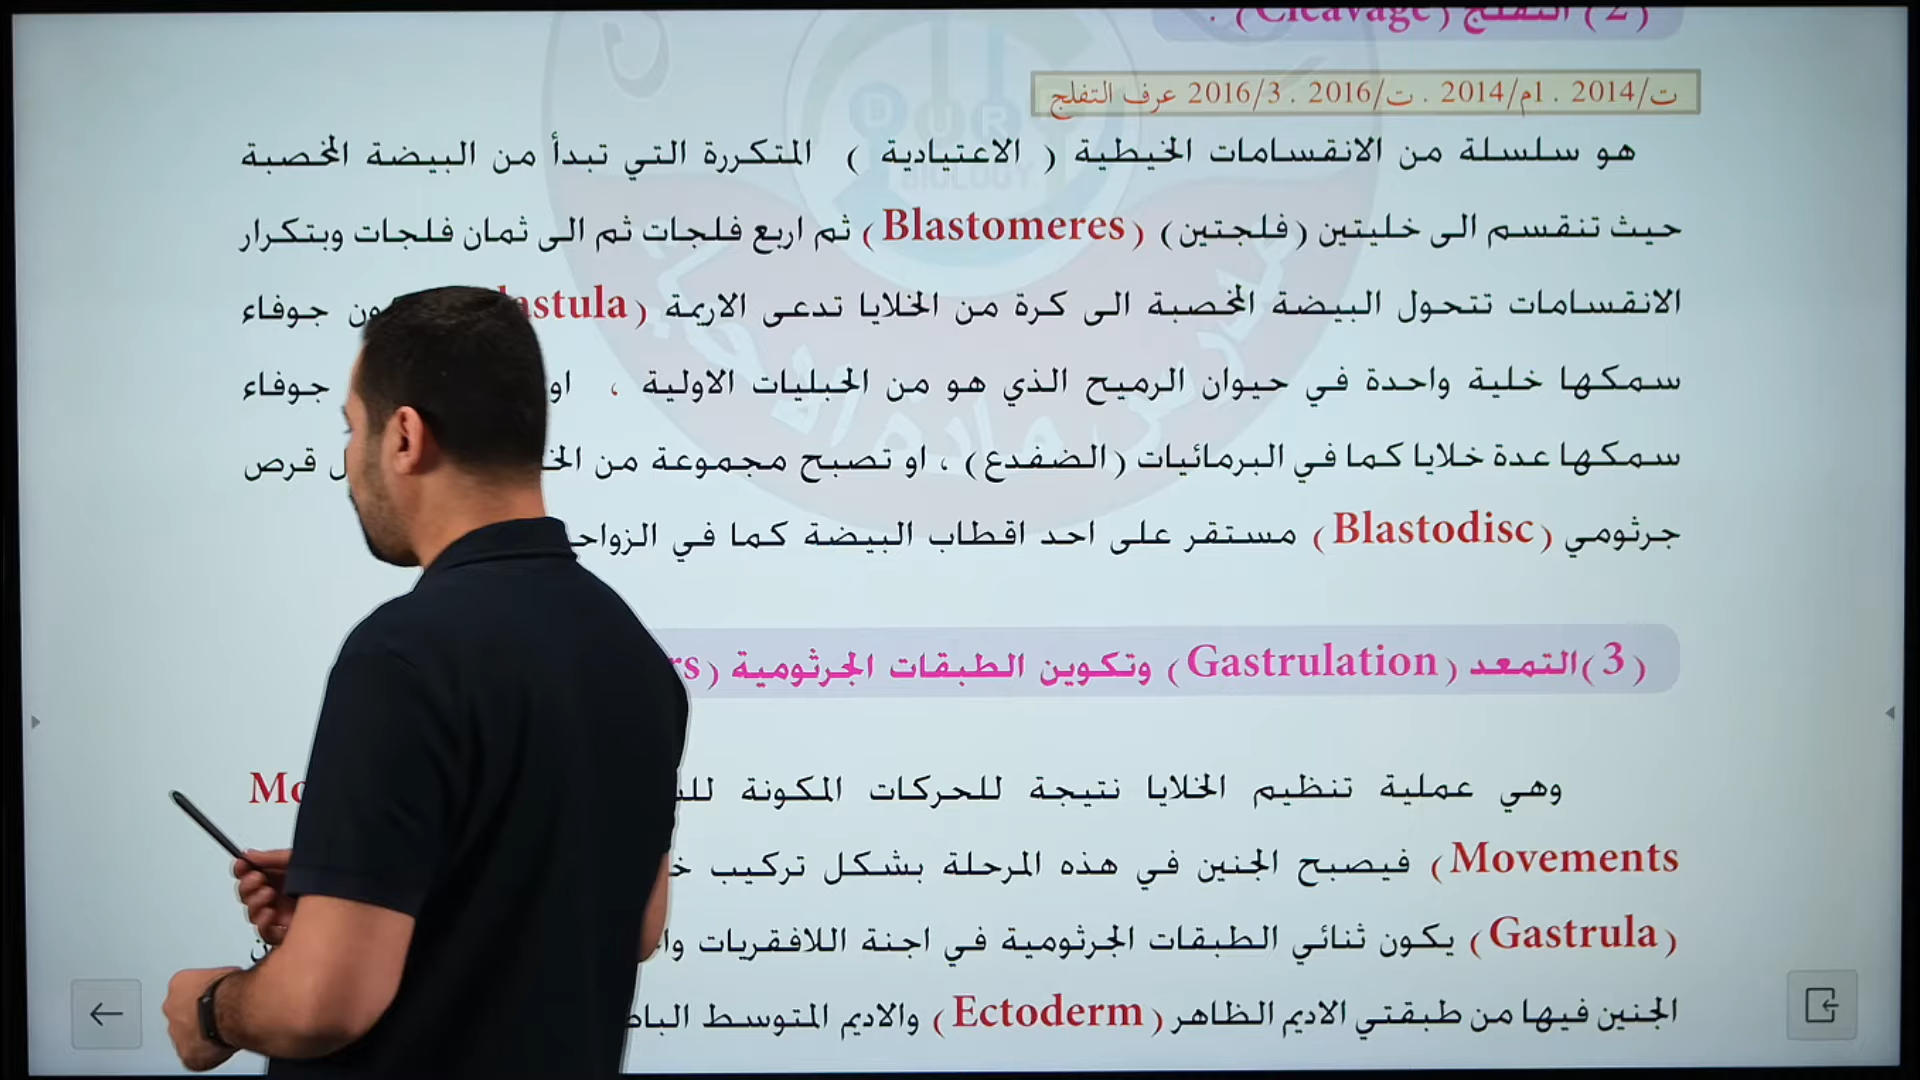 (2) التفلج (Cleavage) .
ت/2014 . 1م/2014 . ت/2016 . 2016/3 عرف التفلج
هو سلسلة من الانقسامات الخيطية ( الاعتيادية ) المتكررة التي تبدأ من البيضة المخصبة
حيث تنقسم الى خليتين (فلجتين) (Blastomeres) ثم اربع فلجات ثم الى ثمان فلجات وبتكرار
الانقسامات تتحول البيضة المخصبة الى كرة من الخلايا تدعى الاريمة (lastula جوفاء
سمكها خلية واحدة في حيوان الرميح الذي هو من الحبليات الاولية ، او جوفاء
سمكها عدة خلايا كما في البرمائيات (الضفدع) ، او تصبح مجموعة من قرص
جرثومي (Blastodisc) مستقر على احد اقطاب البيضة كما في
(3)التمعد (Gastrulation) وتكوين الطبقات الجرثومية (
وهي عملية تنظيم الخلايا نتيجة للحركات المكونة
Movements) فيصبح الجنين في هذه المرحلة بشكل تركيب
(Gastrula) يكون ثنائي الطبقات الجرثومية في اجنة اللافقريات
الجنين فيها من طبقتي الاديم الظاهر (Ectoderm) والاديم المتوسط
DURY
BIOLOGY